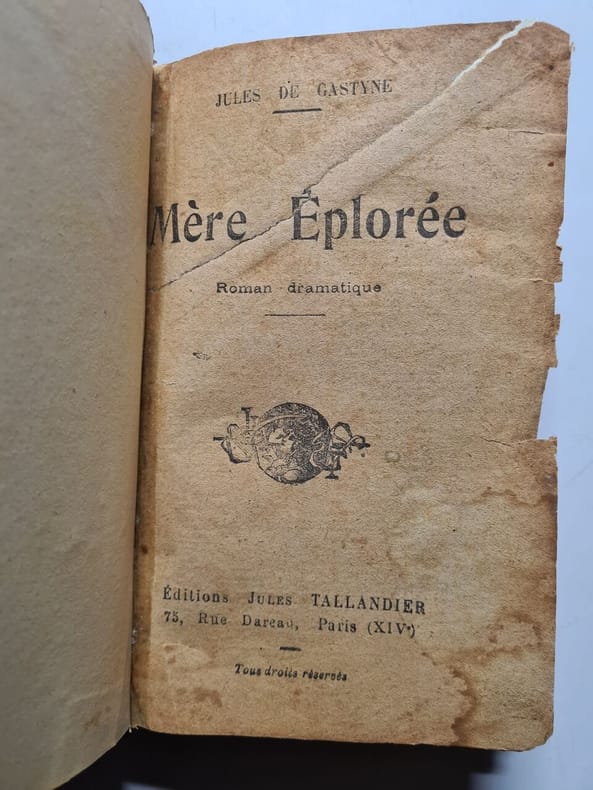 JULES DE GASTYNE
Mère Éplorée
Roman dramatique
Éditions JULES TALLANDIER
75, Rue Dareau, Paris (XIVe)
Tous droits réservés